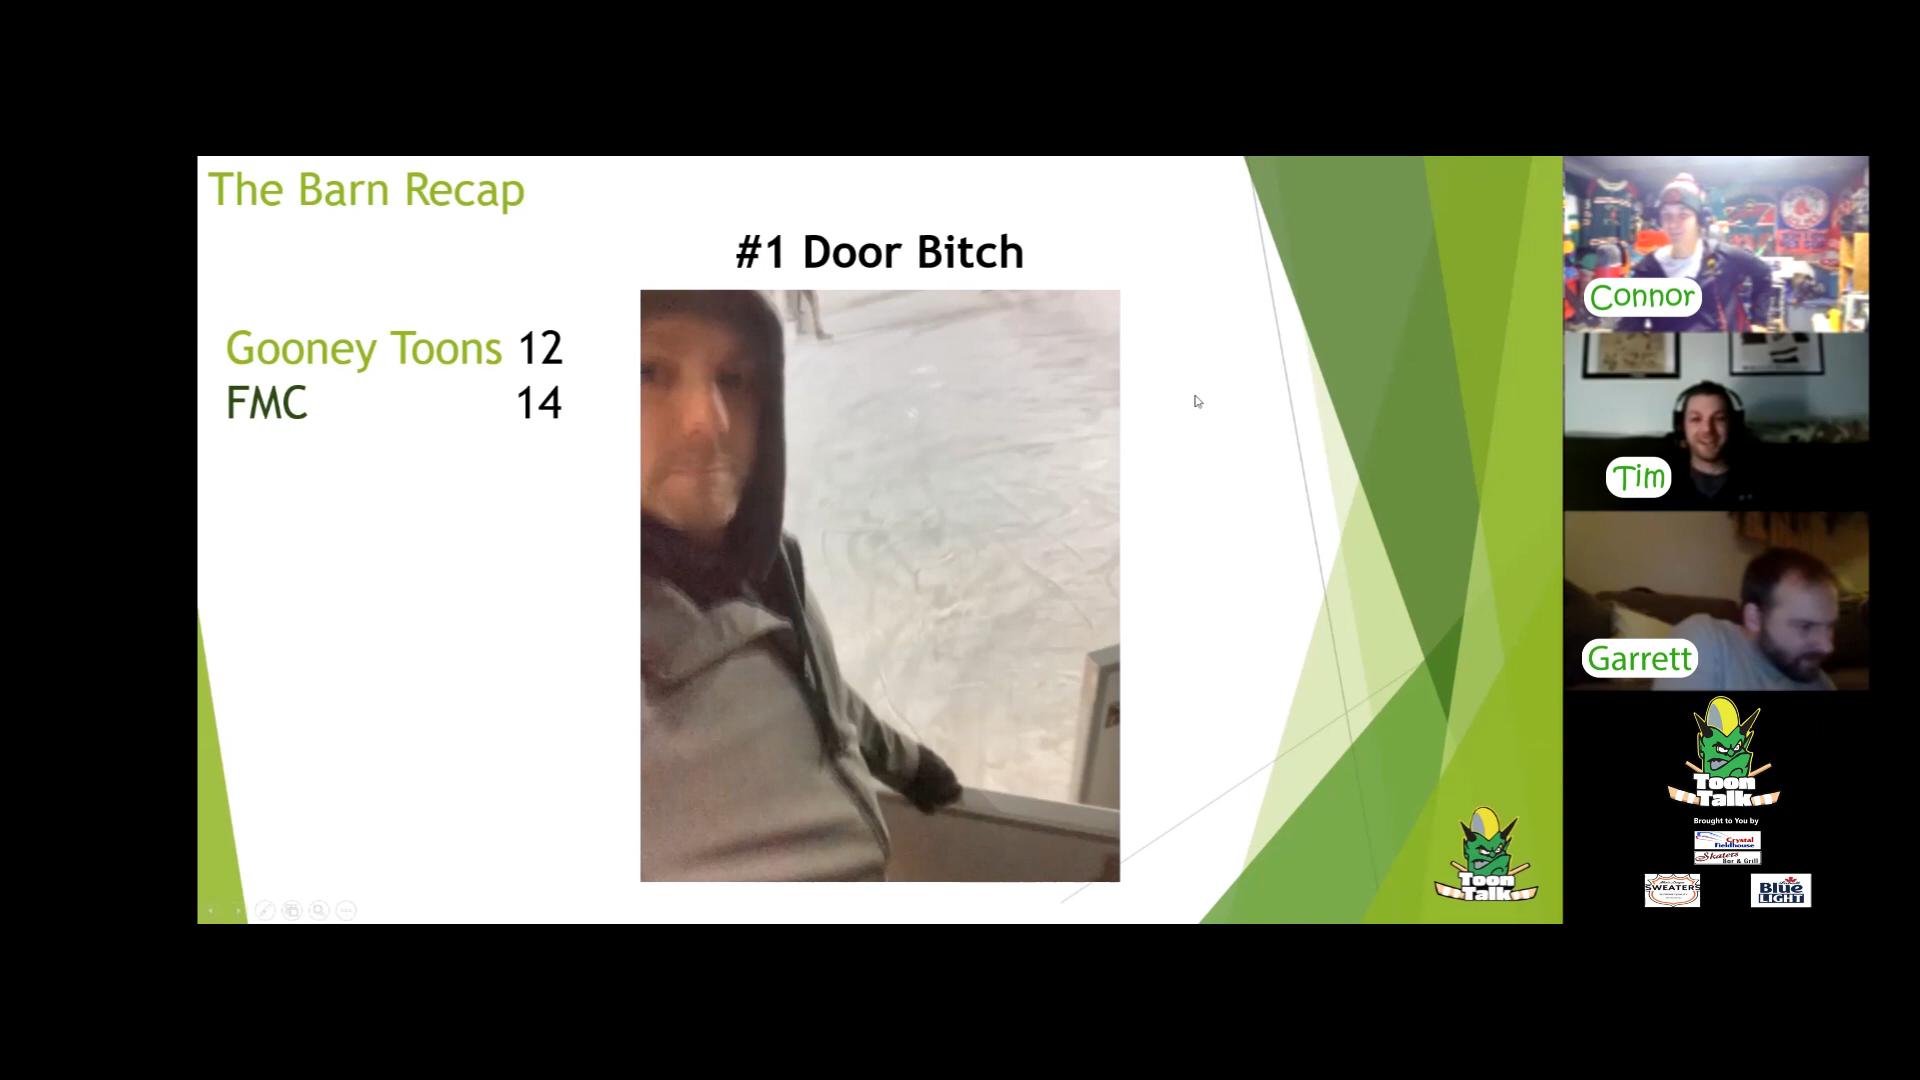 The Barn Recap
#1 Door Bitch
Gooney Toons 12
FMC 14
Connor
Tim
Garrett
Toon
Talk
Brought to You by
Crystal
Fieldhouse
Skaters
Bar & Grill
SWEATERS
Blue
LIGHT
Toon
Talk